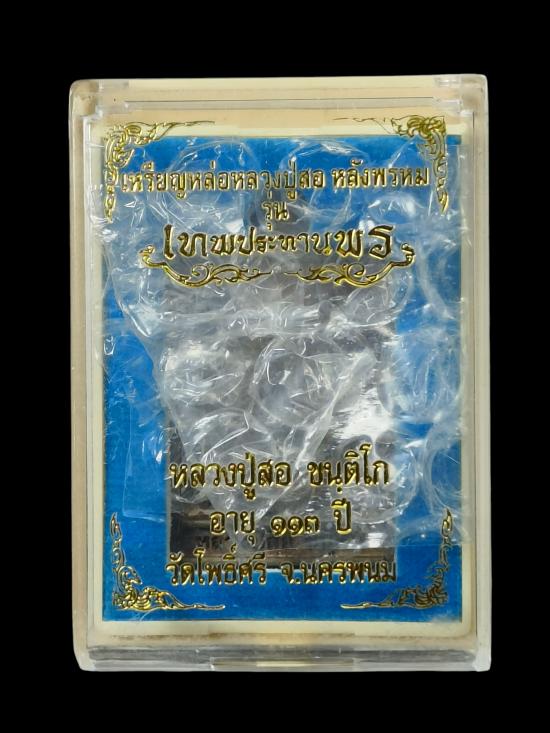 เหรียญหล่อหลวงปู่สอ หลังพรหม
รุ่น
เทพประทานพร
หลวงปู่สอ ขนฺติโก
อายุ ๑๑๓ ปี
วัดโพธิ์ศรี จ.นครพนม